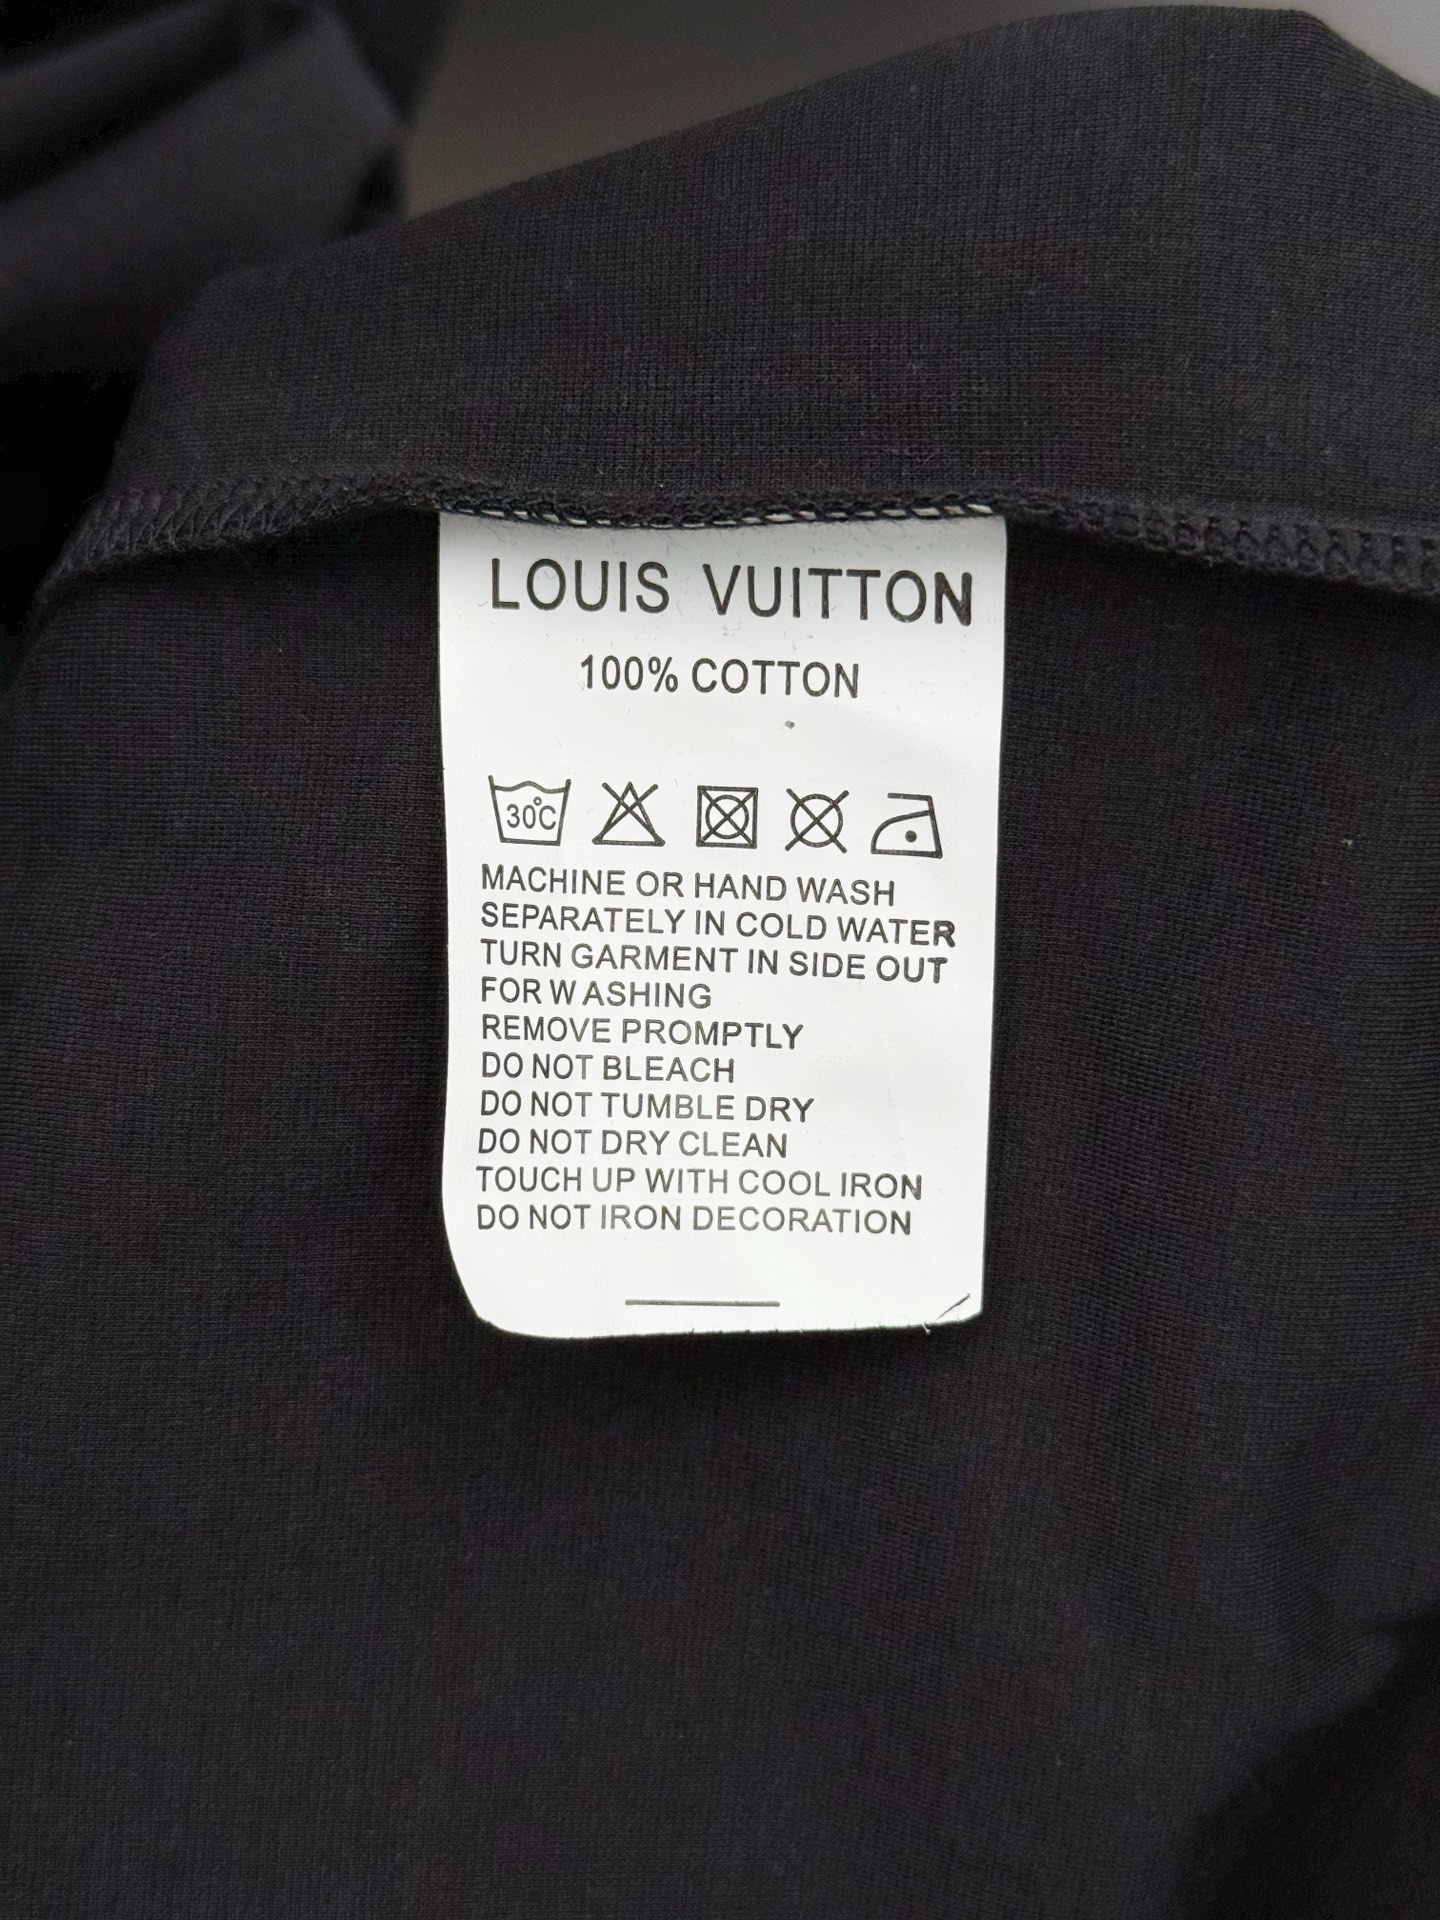 LOUIS VUITTON
100% COTTON
30°C
MACHINE OR HAND WASH
SEPARATELY IN COLD WATER
TURN GARMENT IN SIDE OUT
FOR W ASHING
REMOVE PROMPTLY
DO NOT BLEACH
DO NOT TUMBLE DRY
DO NOT DRY CLEAN
TOUCH UP WITH COOL IRON
DO NOT IRON DECORATION